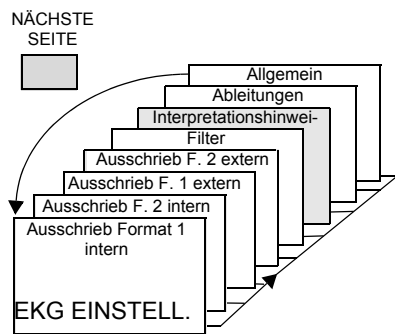 NÄCHSTE
SEITE
Allgemein
Ableitungen
Interpretationshinwei-
Filter
Ausschrieb F. 2 extern
Ausschrieb F. 1 extern
Ausschrieb F. 2 intern
Ausschrieb Format 1
intern
EKG EINSTELL.